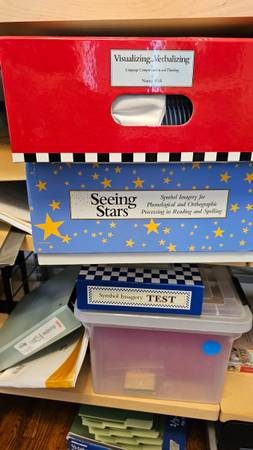 Visualizing Verbalizing
Language Comprehension and Thinking
Nanci Bell
Seeing
Stars
Symbol Imagery for
Phonological and Orthographic
Processing in Reading and Spelling
Symbol Imagery TEST